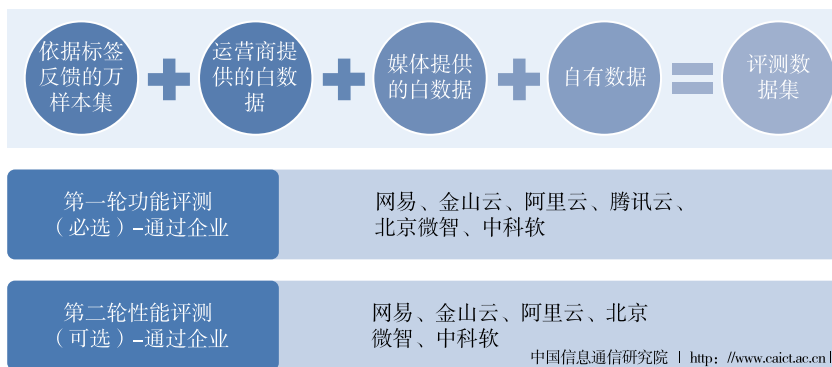 依据标签
反馈的万
样本集
运营商提
供的白数
据
媒体提供
的白数据
自有数据
评测数
据集
第一轮功能评测
（必选）–通过企业
网易、金山云、阿里云、腾讯云、
北京微智、中科软
第二轮性能评测
（可选）–通过企业
网易、金山云、阿里云、北京
微智、中科软
中国信息通信研究院 | http：//www.caict.ac.cn |